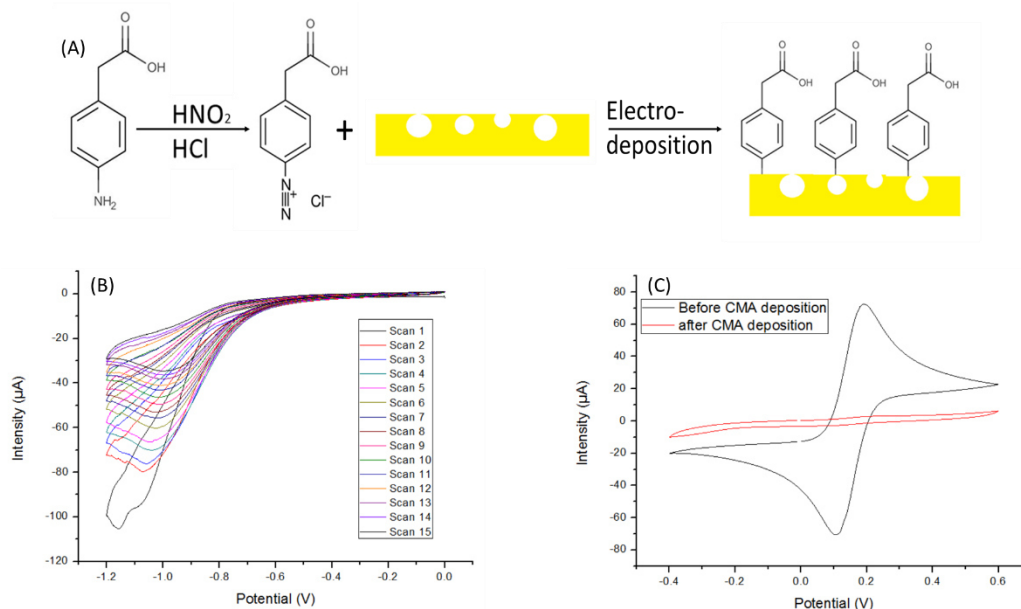 (A)
O
OH
NH₂
HNO₂
HCl
O
OH
N
+
N
Cl⁻
+
Electro-
deposition
O
OH
O
OH
O
OH
(B)
0
-20
-40
-60
-80
-100
-120
Intensity (µA)
-1.2 -1.0 -0.8 -0.6 -0.4 -0.2 0.0
Potential (V)
Scan 1
Scan 2
Scan 3
Scan 4
Scan 5
Scan 6
Scan 7
Scan 8
Scan 9
Scan 10
Scan 11
Scan 12
Scan 13
Scan 14
Scan 15
(C)
Before CMA deposition
after CMA deposition
80
60
40
20
0
-20
-40
-60
-80
Intensity (µA)
-0.4 0.0 0.2 0.4 0.6
Potential (V)